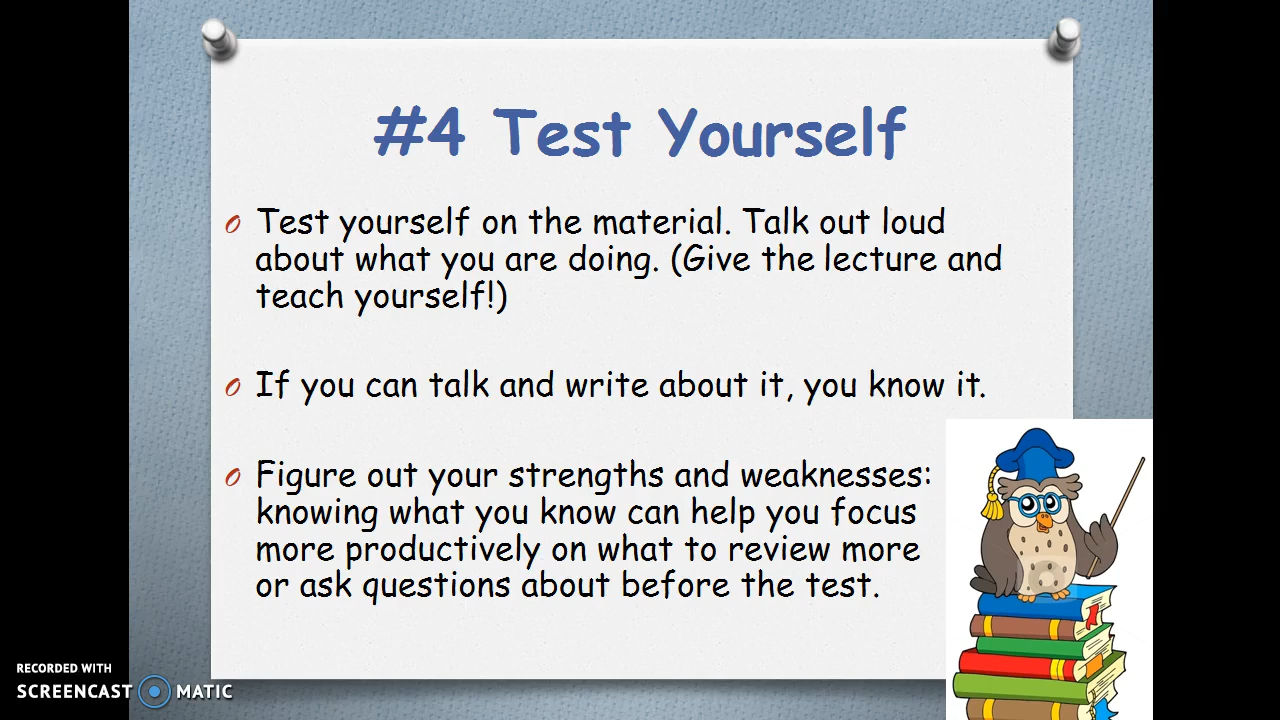 #4 Test Yourself
O Test yourself on the material. Talk out loud
about what you are doing. (Give the lecture and
teach yourself!)
O If you can talk and write about it, you know it.
O Figure out your strengths and weaknesses:
knowing what you know can help you focus
more productively on what to review more
or ask questions about before the test.
RECORDED WITH
SCREENCAST MATIC